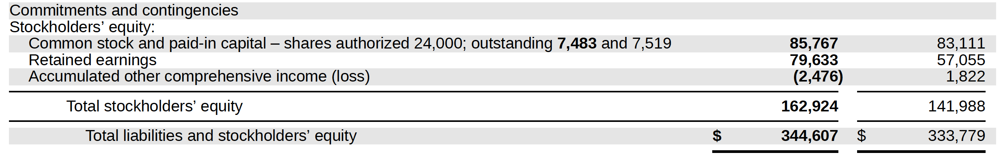 Commitments and contingencies
Stockholders’ equity:
Common stock and paid-in capital – shares authorized 24,000; outstanding 7,483 and 7,519 85,767 83,111
Retained earnings 79,633 57,055
Accumulated other comprehensive income (loss) (2,476) 1,822
Total stockholders’ equity 162,924 141,988
Total liabilities and stockholders’ equity $ 344,607 $ 333,779